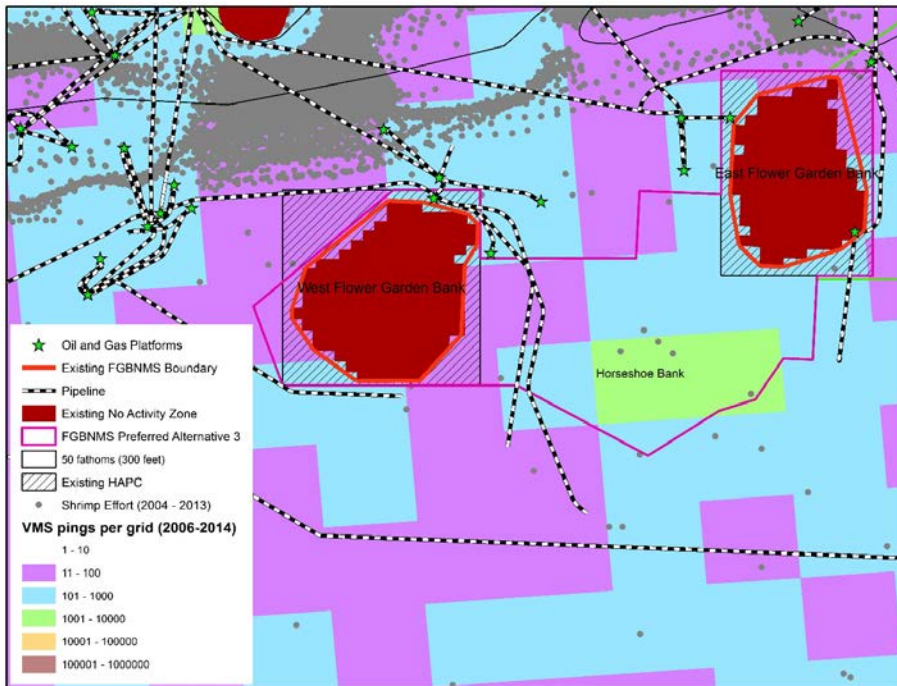 East Flower Garden Bank
West Flower Garden Bank
Horseshoe Bank
Oil and Gas Platforms
Existing FGBNMS Boundary
Pipeline
Existing No Activity Zone
FGBNMS Preferred Alternative 3
50 fathoms (300 feet)
Existing HAPC
Shrimp Effort (2004 - 2013)
VMS pings per grid (2006-2014)
1 - 10
11 - 100
101 - 1000
1001 - 10000
10001 - 100000
100001 - 1000000